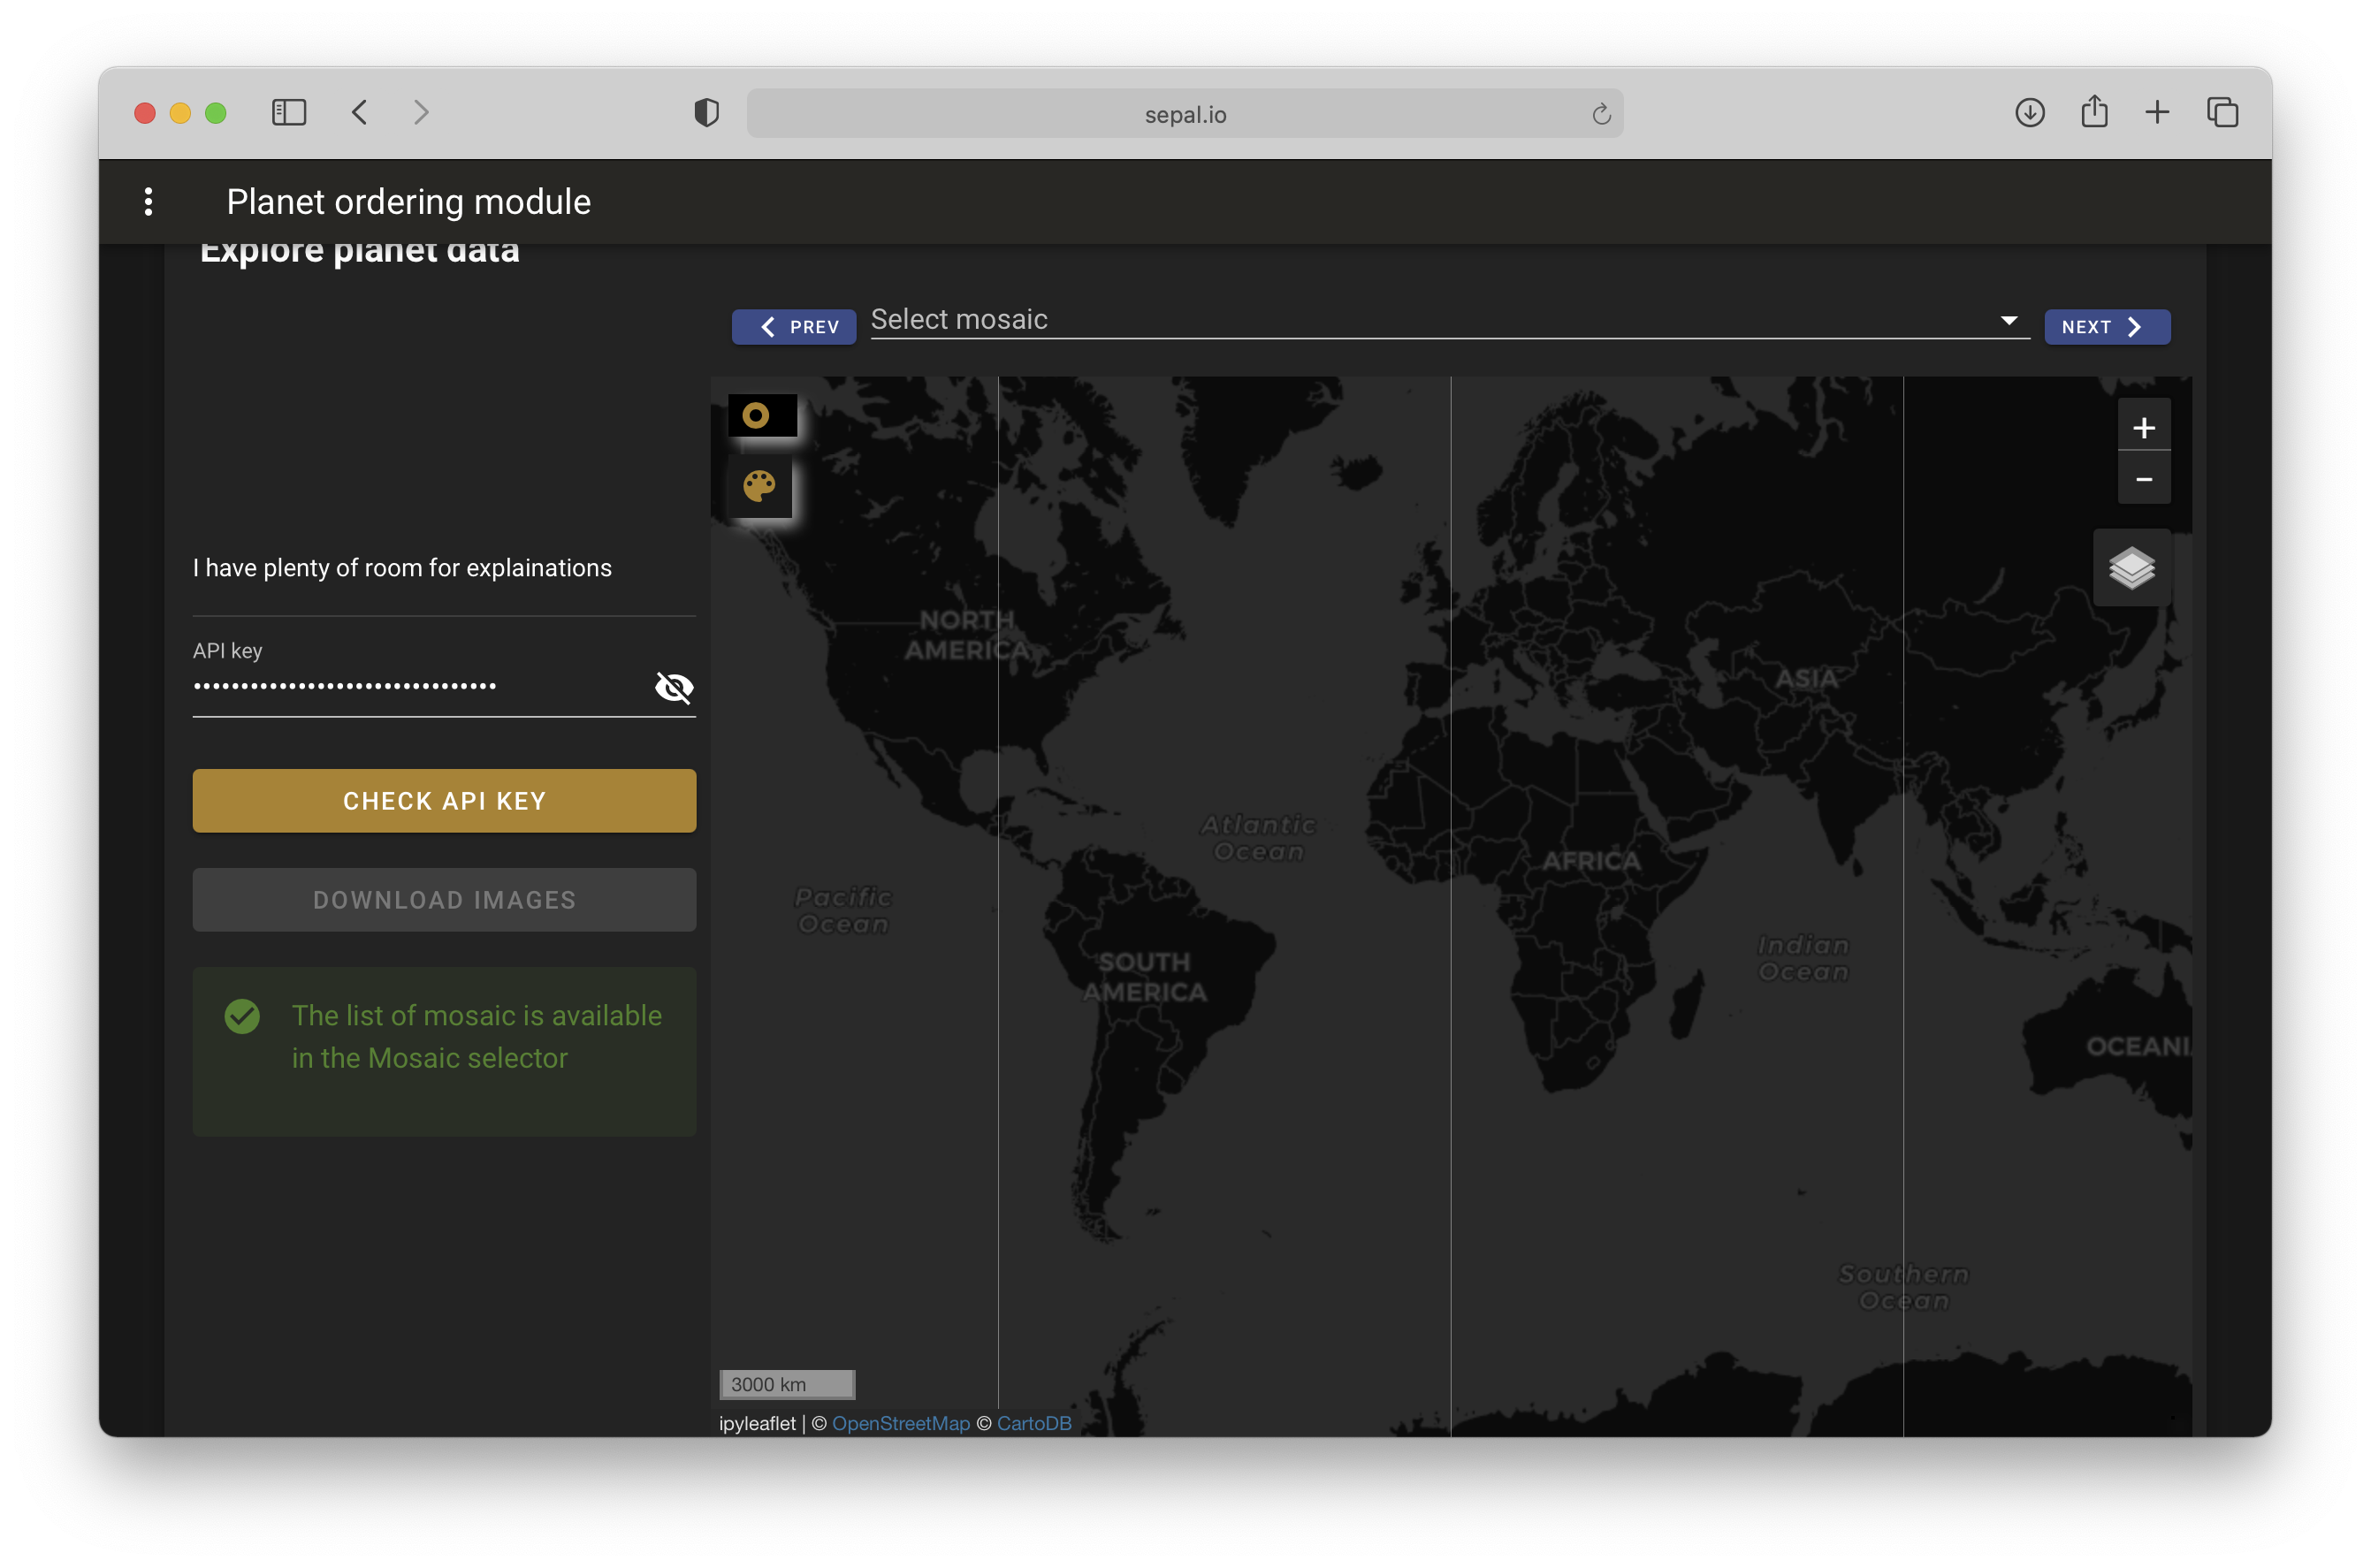 sepal.io
Planet ordering module
Explore planet data
PREV
Select mosaic
NEXT
I have plenty of room for explainations
API key
CHECK API KEY
DOWNLOAD IMAGES
The list of mosaic is available
in the Mosaic selector
NORTH
AMERICA
ASIA
Atlantic
Ocean
AFRICA
Pacific
Ocean
SOUTH
AMERICA
Indian
Ocean
OCEANI
Southern
Ocean
3000 km
ipyleaflet | © OpenStreetMap © CartoDB